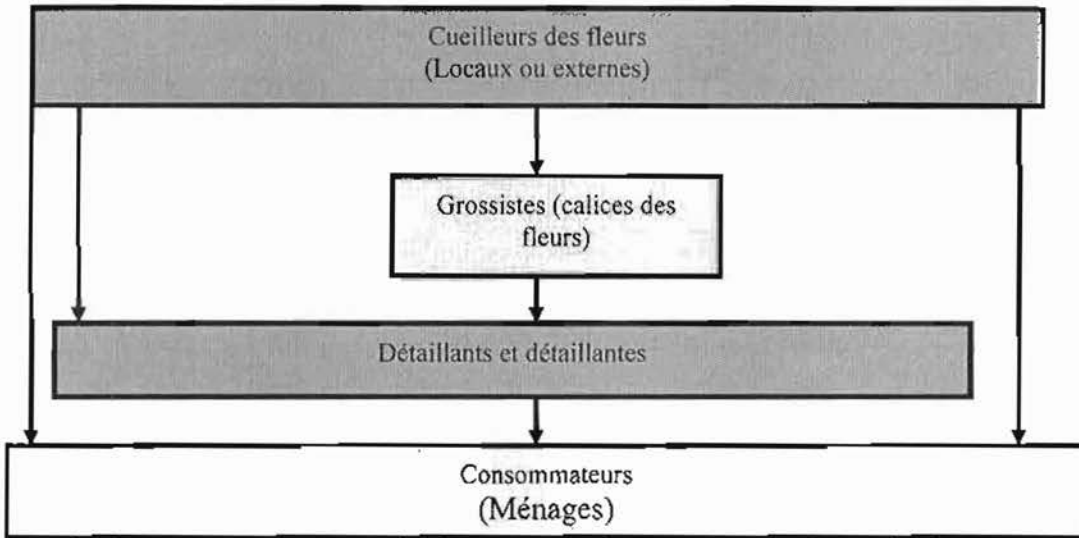 Cueilleurs des fleurs
(Locaux ou externes)
Grossistes (calices des
fleurs)
Détaillants et détaillantes
Consommateurs
(Ménages)